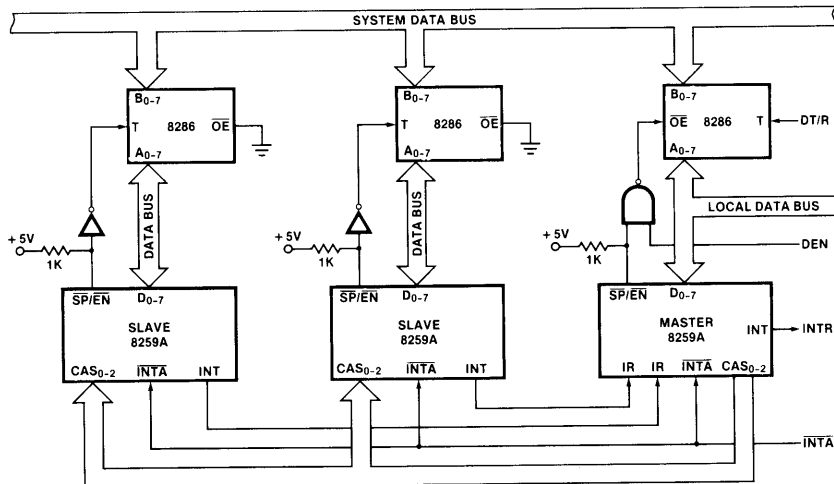 SYSTEM DATA BUS
B0-7
8286
T
OE
A0-7
B0-7
8286
T
OE
A0-7
B0-7
8286
OE
T
A0-7
DT/R
DATA BUS
DATA BUS
LOCAL DATA BUS
DEN
+5V
1K
+5V
1K
+5V
1K
SP/EN
D0-7
SLAVE
8259A
CAS0-2
INTA
INT
SP/EN
D0-7
SLAVE
8259A
CAS0-2
INTA
INT
SP/EN
D0-7
MASTER
8259A
INT
INTR
IR
IR
INTA
CAS0-2
INTA